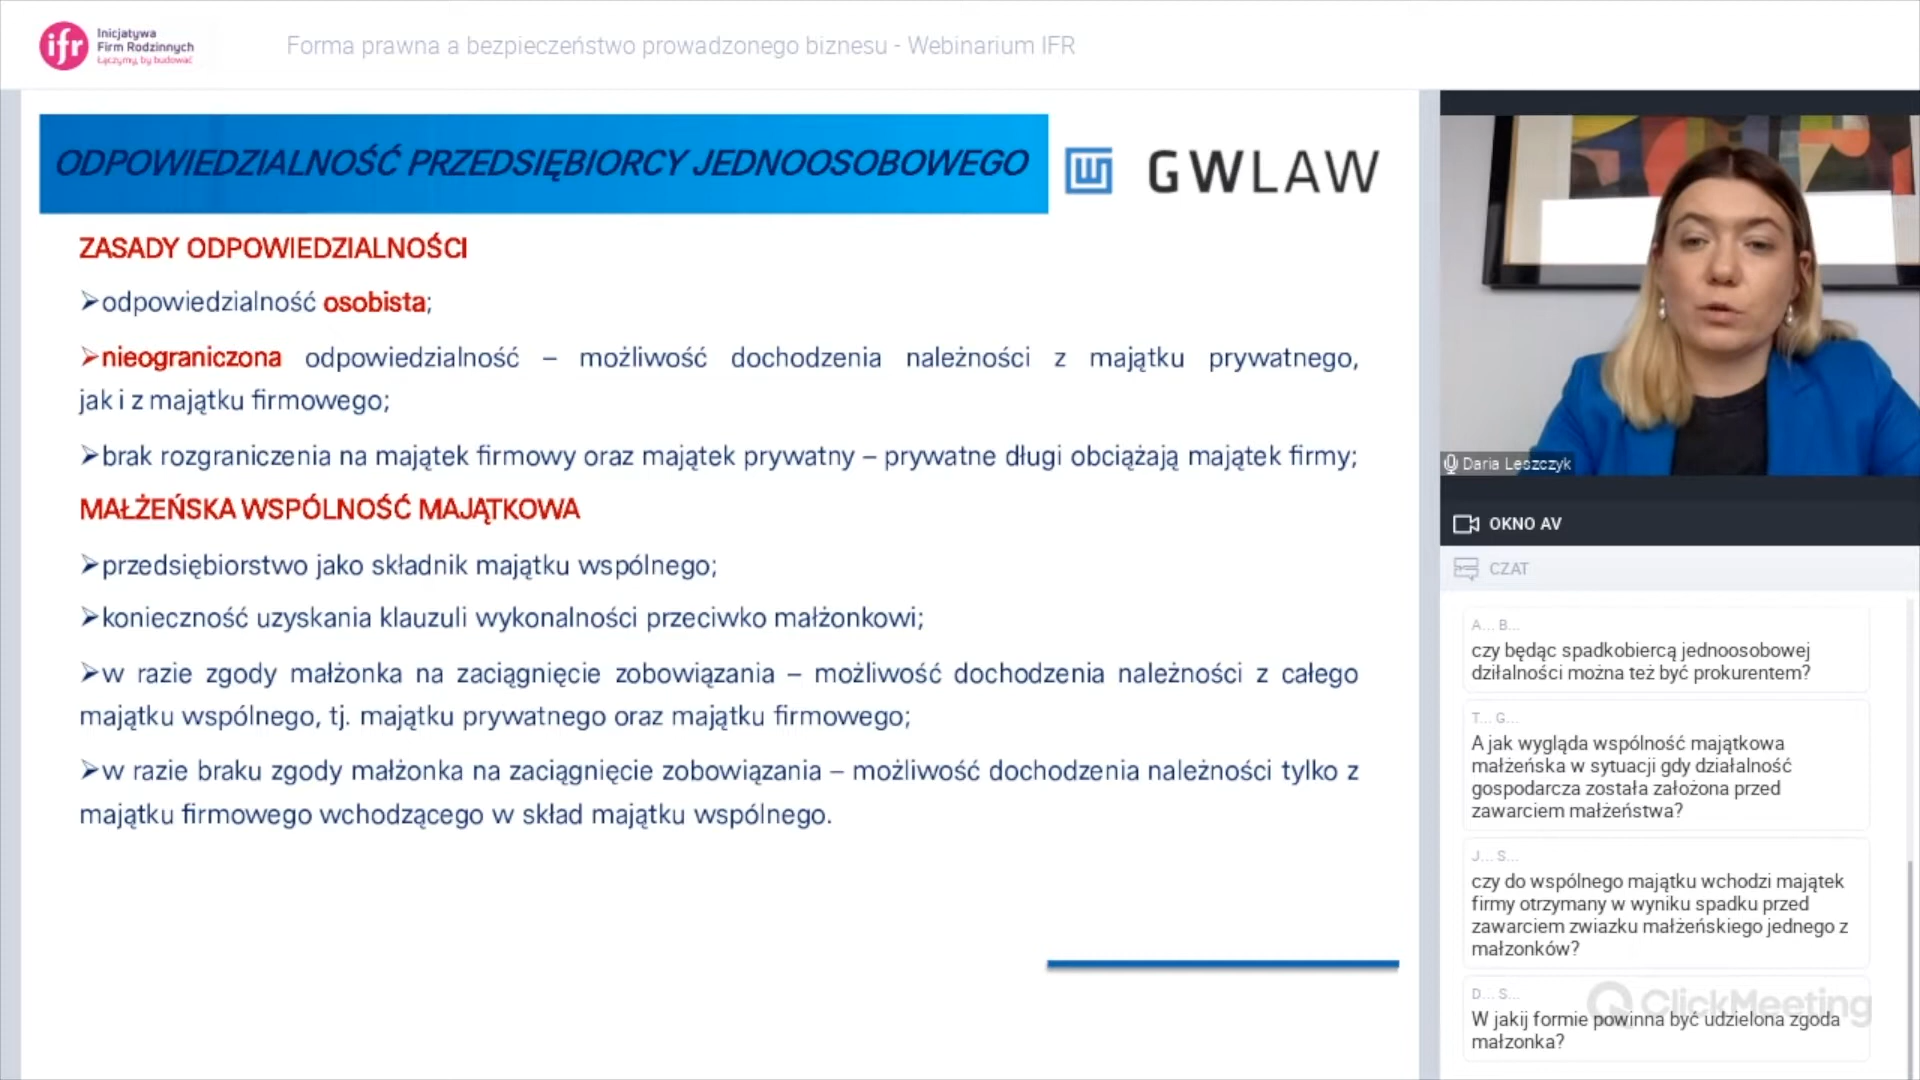 ifr
Inicjatywa
Firm Rodzinnych
Łączymy, by budować
Forma prawna a bezpieczeństwo prowadzonego biznesu - Webinarium IFR
ODPOWIEDZIALNOŚĆ PRZEDSIĘBIORCY JEDNOOSOBOWEGO
GWLAW
ZASADY ODPOWIEDZIALNOŚCI
➢odpowiedzialność osobista;
➢nieograniczona odpowiedzialność – możliwość dochodzenia należności z majątku prywatnego,
jak i z majątku firmowego;
➢brak rozgraniczenia na majątek firmowy oraz majątek prywatny – prywatne długi obciążają majątek firmy;
MAŁŻEŃSKA WSPÓLNOŚĆ MAJĄTKOWA
➢przedsiębiorstwo jako składnik majątku wspólnego;
➢konieczność uzyskania klauzuli wykonalności przeciwko małżonkowi;
➢w razie zgody małżonka na zaciągnięcie zobowiązania – możliwość dochodzenia należności z całego
majątku wspólnego, tj. majątku prywatnego oraz majątku firmowego;
➢w razie braku zgody małżonka na zaciągnięcie zobowiązania – możliwość dochodzenia należności tylko z
majątku firmowego wchodzącego w skład majątku wspólnego.
Daria Leszczyk
OKNO AV
CZAT
A... B...
czy będąc spadkobiercą jednoosobowej
dziłalności można też być prokurentem?
T... G...
A jak wygląda wspólność majątkowa
małżeńska w sytuacji gdy działalność
gospodarcza została założona przed
zawarciem małżeństwa?
J... S...
czy do wspólnego majątku wchodzi majątek
firmy otrzymany w wyniku spadku przed
zawarciem zwiazku małżeńskiego jednego z
małzonków?
D... S...
W jakij formie powinna być udzielona zgoda
małzonka?
ClickMeeting